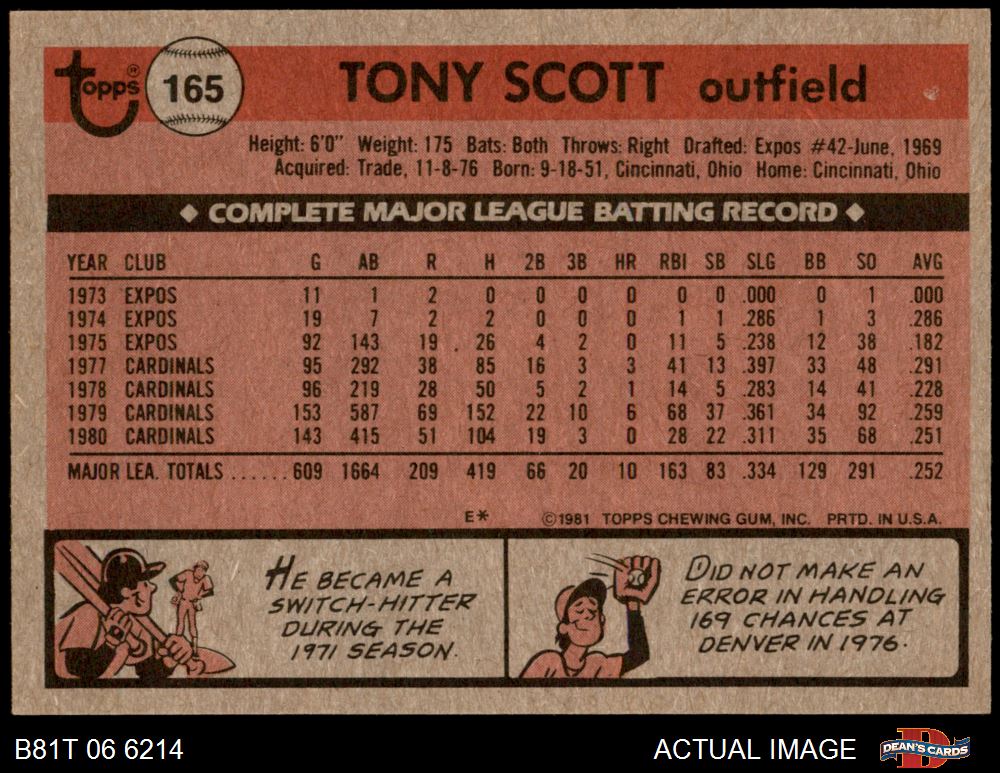 topps® 165 TONY SCOTT outfield
Height: 6'0" Weight: 175 Bats: Both Throws: Right Drafted: Expos #42-June, 1969
Acquired: Trade, 11-8-76 Born: 9-18-51, Cincinnati, Ohio Home: Cincinnati, Ohio
◆ COMPLETE MAJOR LEAGUE BATTING RECORD ◆
YEAR CLUB G AB R H 2B 3B HR RBI SB SLG BB SO AVG
1973 EXPOS 11 1 2 0 0 0 0 0 0 .000 0 1 .000
1974 EXPOS 19 7 2 2 0 0 0 1 1 .286 1 3 .286
1975 EXPOS 92 143 19 26 4 2 0 11 5 .238 12 38 .182
1977 CARDINALS 95 292 38 85 16 3 3 41 13 .397 33 48 .291
1978 CARDINALS 96 219 28 50 5 2 1 14 5 .283 14 41 .228
1979 CARDINALS 153 587 69 152 22 10 6 68 37 .361 34 92 .259
1980 CARDINALS 143 415 51 104 19 3 0 28 22 .311 35 68 .251
MAJOR LEA. TOTALS ...... 609 1664 209 419 66 20 10 163 83 .334 129 291 .252
E* ©1981 TOPPS CHEWING GUM, INC. PRTD. IN U.S.A.
HE BECAME A
SWITCH-HITTER
DURING THE
1971 SEASON.
DID NOT MAKE AN
ERROR IN HANDLING
169 CHANCES AT
DENVER IN 1976.
B81T 06 6214 ACTUAL IMAGE DEAN'S CARDS